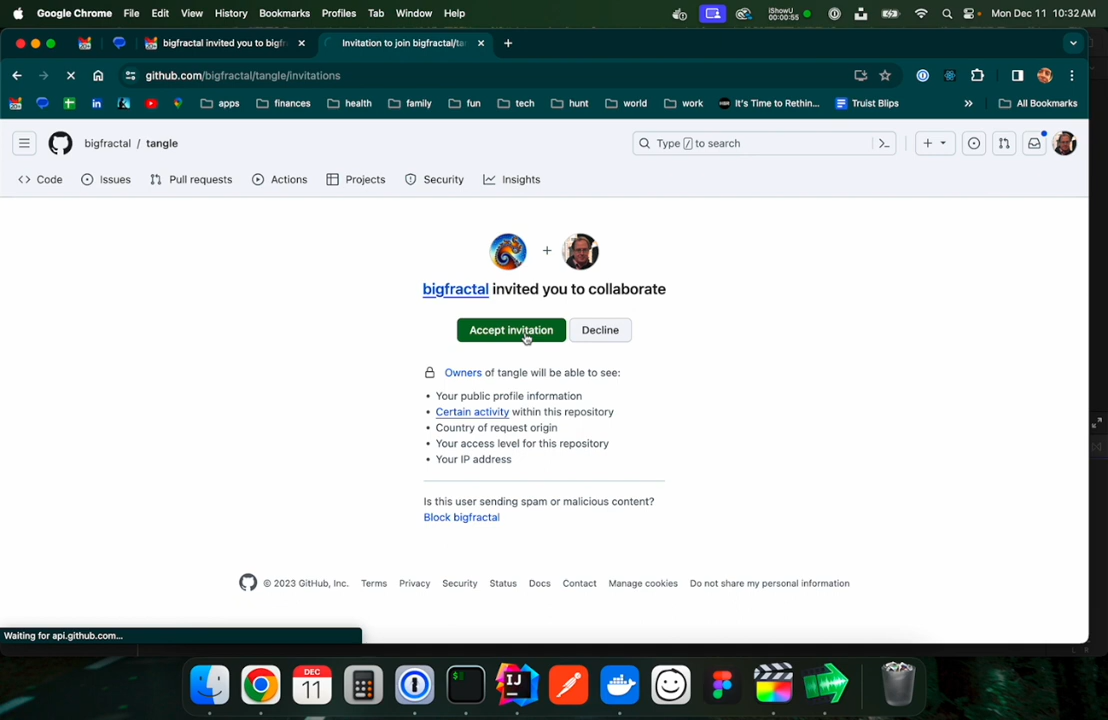 Google Chrome File Edit View History Bookmarks Profiles Tab Window Help iShowU 00:00:55 Mon Dec 11 10:32 AM
bigfractal invited you to bigfr Invitation to join bigfractal/ta
github.com/bigfractal/tangle/invitations
apps finances health family fun tech hunt world work It's Time to Rethin... Truist Blips » All Bookmarks
bigfractal / tangle Type / to search
Code Issues Pull requests Actions Projects Security Insights
bigfractal invited you to collaborate
Accept invitation Decline
Owners of tangle will be able to see:
• Your public profile information
• Certain activity within this repository
• Country of request origin
• Your access level for this repository
• Your IP address
Is this user sending spam or malicious content?
Block bigfractal
© 2023 GitHub, Inc. Terms Privacy Security Status Docs Contact Manage cookies Do not share my personal information
Waiting for api.github.com...
DEC
11
IJ